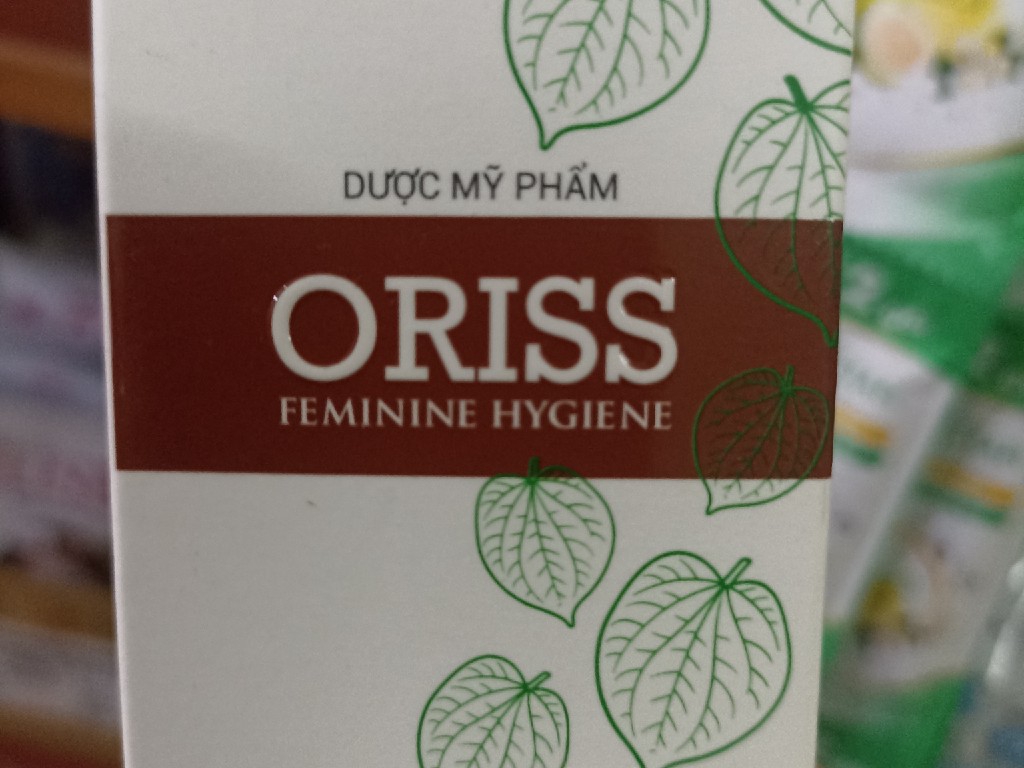 DƯỢC MỸ PHẨM
ORISS
FEMININE HYGIENE